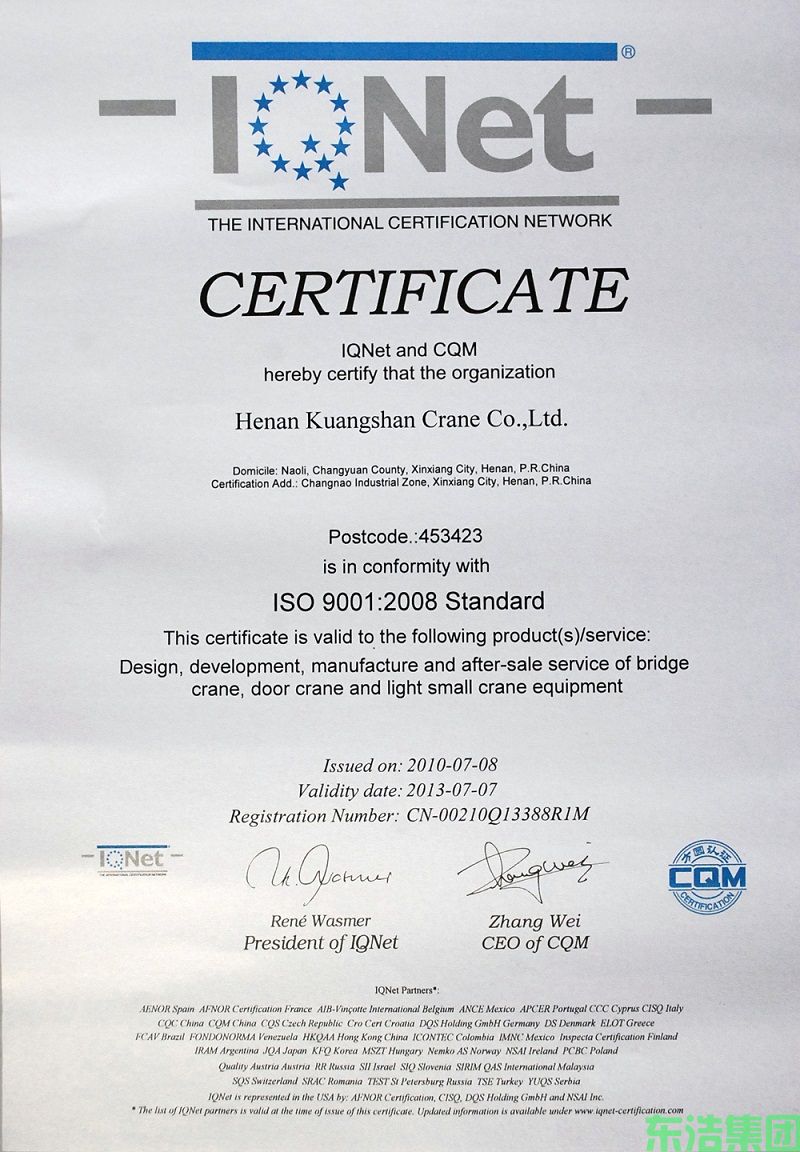 IQNet ®
THE INTERNATIONAL CERTIFICATION NETWORK
CERTIFICATE
IQNet and CQM
hereby certify that the organization
Henan Kuangshan Crane Co.,Ltd.
Domicile: Naoli, Changyuan County, Xinxiang City, Henan, P.R.China
Certification Add.: Changnao Industrial Zone, Xinxiang City, Henan, P.R.China
Postcode.:453423
is in conformity with
ISO 9001:2008 Standard
This certificate is valid to the following product(s)/service:
Design, development, manufacture and after-sale service of bridge
crane, door crane and light small crane equipment
Issued on: 2010-07-08
Validity date: 2013-07-07
Registration Number: CN-00210Q13388R1M
IQNet
THE INTERNATIONAL CERTIFICATION NETWORK
方圆认证
CQM
CERTIFICATION
René Wasmer
President of IQNet
Zhang Wei
CEO of CQM
IQNet Partners*:
AENOR Spain AFNOR Certification France AIB-Vinçotte International Belgium ANCE Mexico APCER Portugal CCC Cyprus CISQ Italy
CQC China CQM China CQS Czech Republic Cro Cert Croatia DQS Holding GmbH Germany DS Denmark ELOT Greece
FCAV Brazil FONDONORMA Venezuela HKQAA Hong Kong China ICONTEC Colombia IMNC Mexico Inspecta Certification Finland
IRAM Argentina JQA Japan KFQ Korea MSZT Hungary Nemko AS Norway NSAI Ireland PCBC Poland
Quality Austria Austria RR Russia SII Israel SIQ Slovenia SIRIM QAS International Malaysia
SQS Switzerland SRAC Romania TEST St Petersburg Russia TSE Turkey YUQS Serbia
IQNet is represented in the USA by: AFNOR Certification, CISQ, DQS Holding GmbH and NSAI Inc.
* The list of IQNet partners is valid at the time of issue of this certificate. Updated information is available under www.iqnet-certification.com
东浩集团